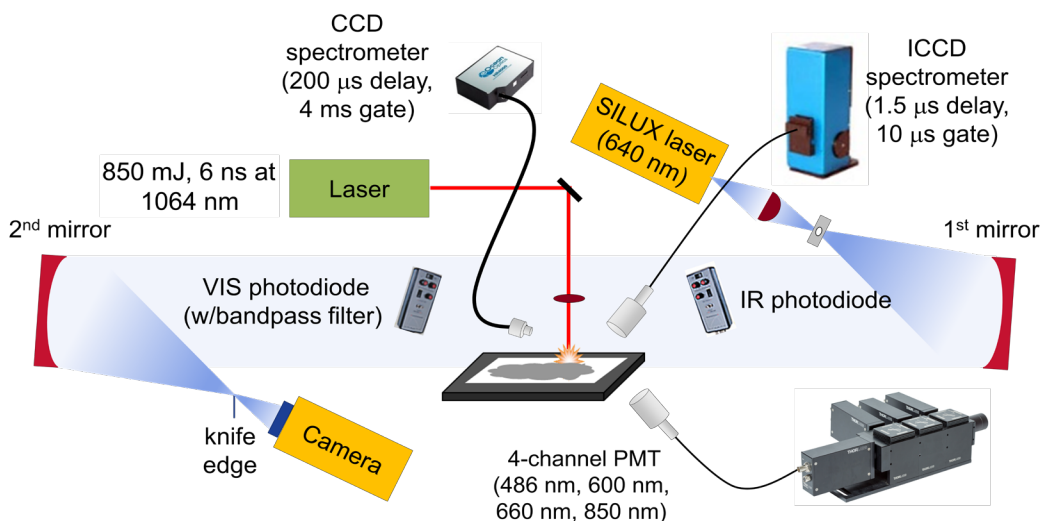 CCD
spectrometer
(200 μs delay,
4 ms gate)
ICCD
spectrometer
(1.5 μs delay,
10 μs gate)
SILUX laser
(640 nm)
850 mJ, 6 ns at
1064 nm
Laser
2nd mirror
1st mirror
VIS photodiode
(w/bandpass filter)
IR photodiode
knife
edge
Camera
4-channel PMT
(486 nm, 600 nm,
660 nm, 850 nm)